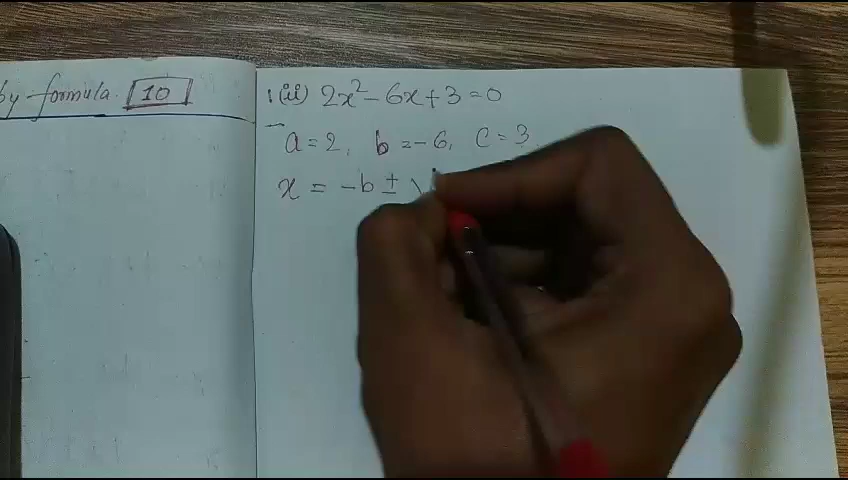 by formula. 10
1(ii) 2x² - 6x + 3 = 0
a = 2, b = -6, c = 3
x = -b ± √